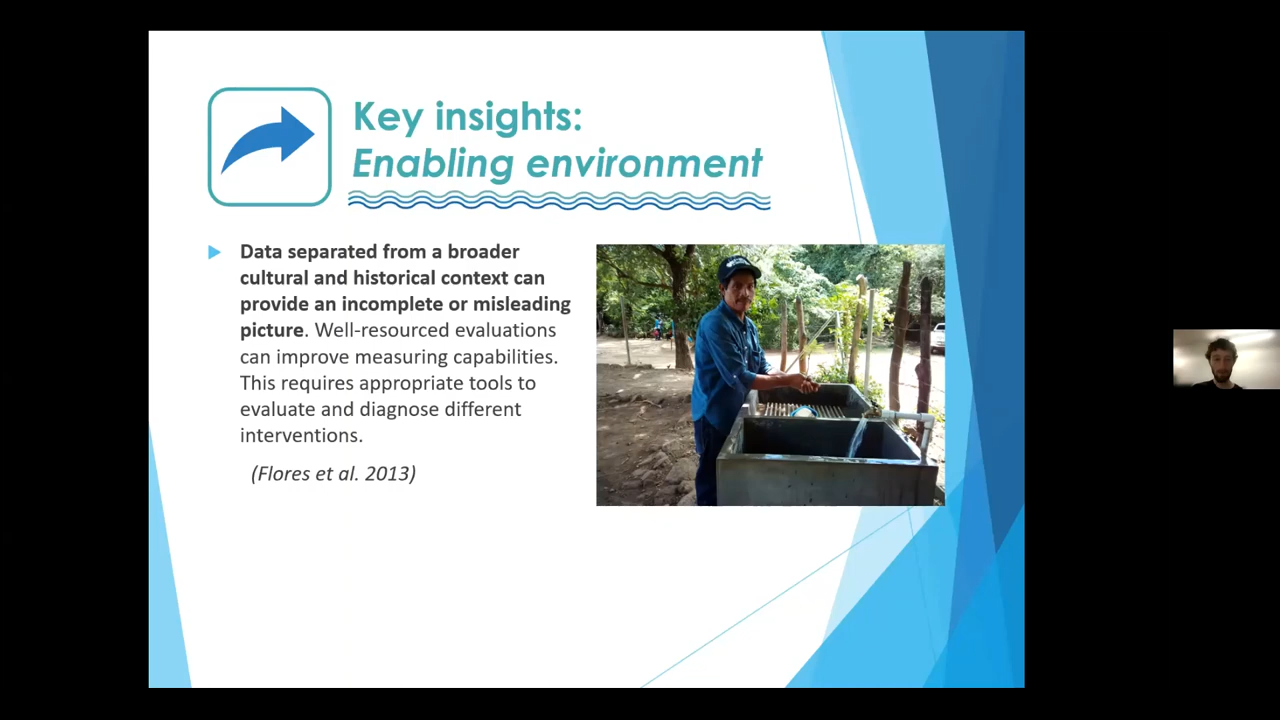 Key insights:
Enabling environment
Data separated from a broader
cultural and historical context can
provide an incomplete or misleading
picture. Well-resourced evaluations
can improve measuring capabilities.
This requires appropriate tools to
evaluate and diagnose different
interventions.
(Flores et al. 2013)